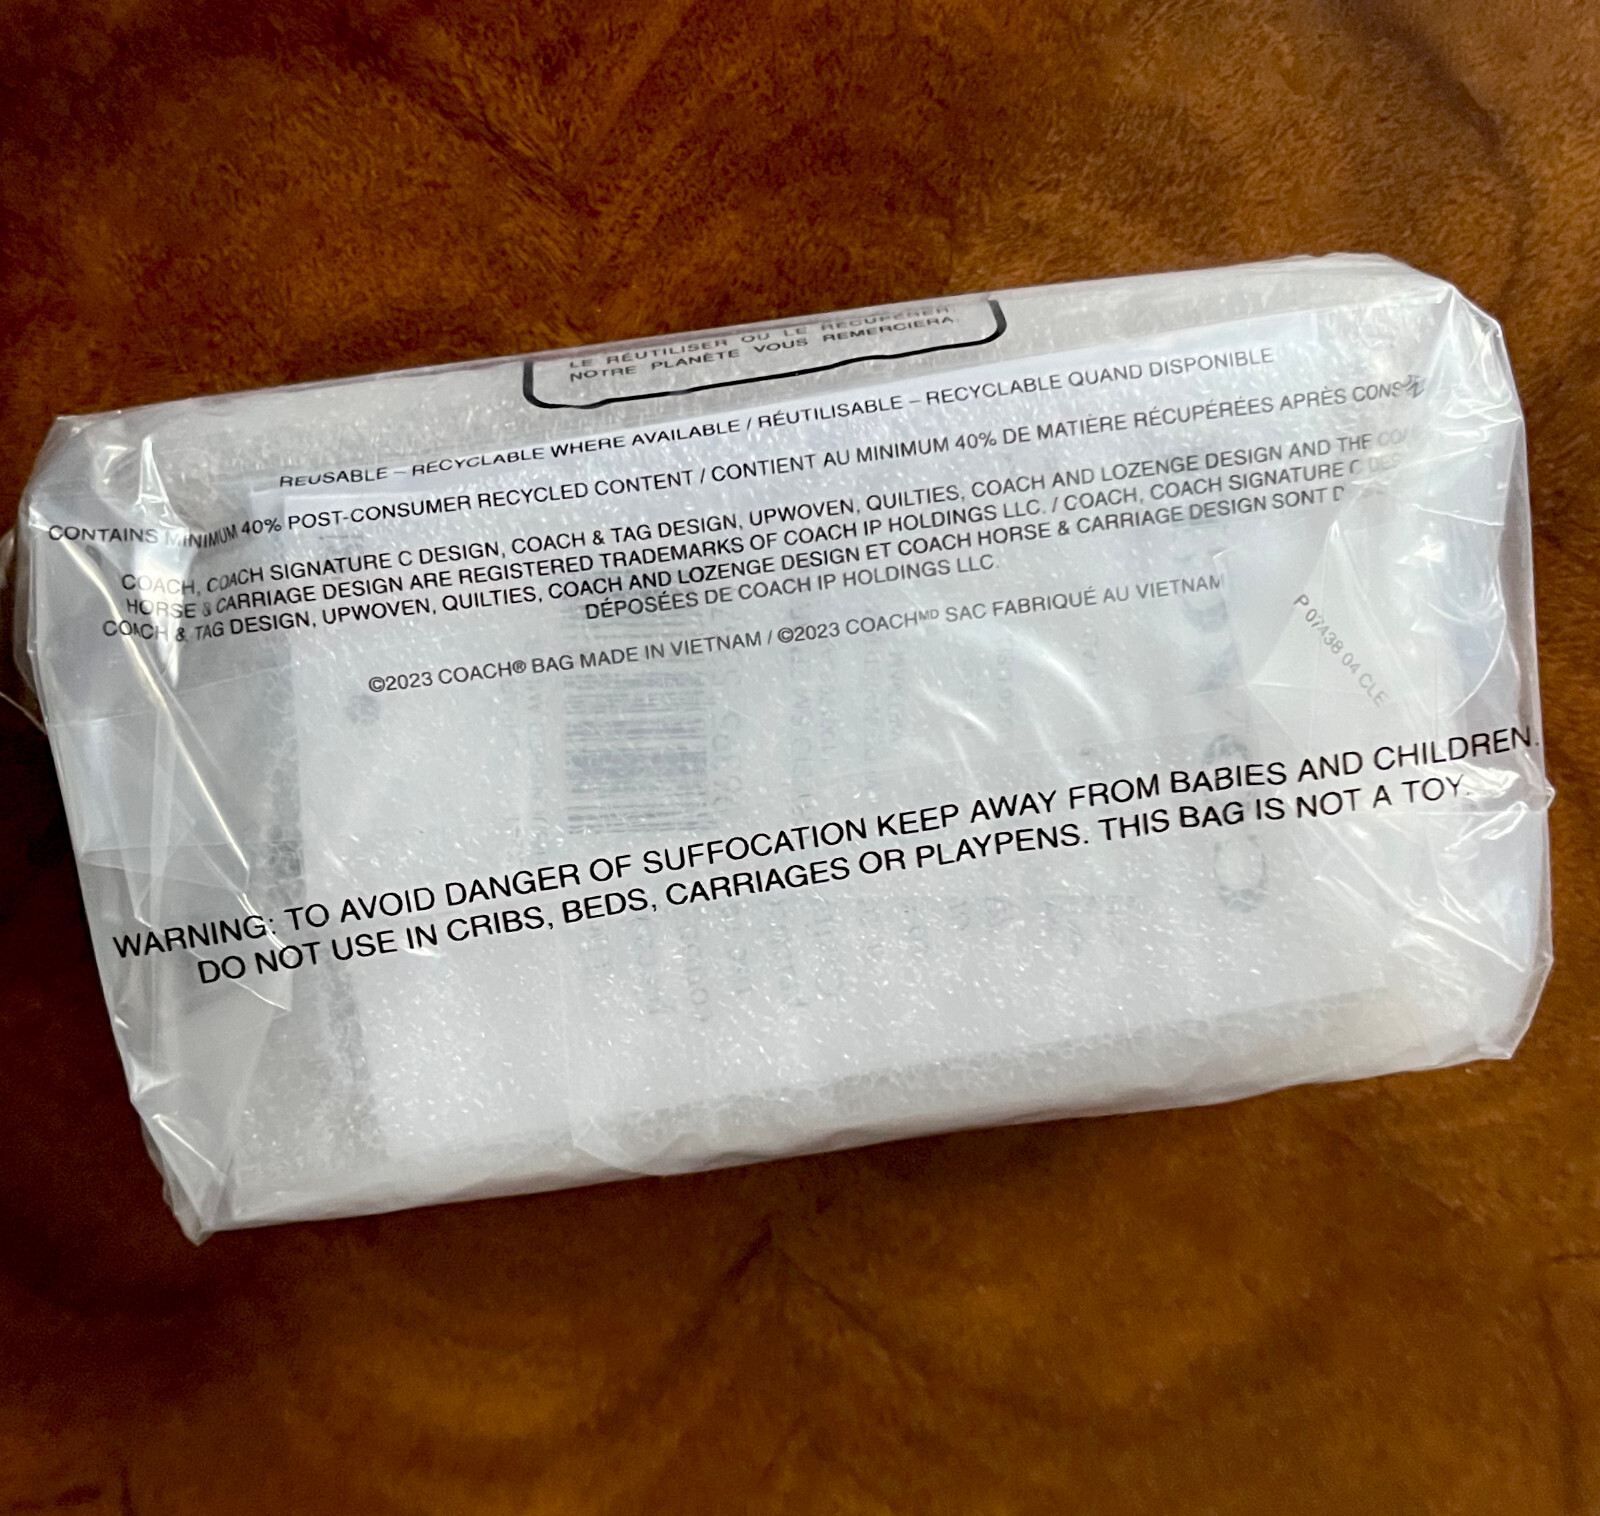 LE RÉUTILISER OU LE RÉCUPÉRER.
NOTRE PLANÈTE VOUS REMERCIERA.
REUSABLE – RECYCLABLE WHERE AVAILABLE / RÉUTILISABLE – RECYCLABLE QUAND DISPONIBLE
CONTAINS MINIMUM 40% POST-CONSUMER RECYCLED CONTENT / CONTIENT AU MINIMUM 40% DE MATIÈRE RÉCUPÉRÉES APRÈS
COACH, COACH SIGNATURE C DESIGN, COACH & TAG DESIGN, UPWOVEN, QUILTIES, COACH AND LOZENGE DESIGN AND THE
HORSE & CARRIAGE DESIGN ARE REGISTERED TRADEMARKS OF COACH IP HOLDINGS LLC. / COACH, COACH SIGNATURE C
COACH & TAG DESIGN, UPWOVEN, QUILTIES, COACH AND LOZENGE DESIGN ET COACH HORSE & CARRIAGE DESIGN SONT
DÉPOSÉES DE COACH IP HOLDINGS LLC.
©2023 COACH® BAG MADE IN VIETNAM / ©2023 COACHᴹᴰ SAC FABRIQUÉ AU VIETNAM
P 07438 04 CLE
WARNING: TO AVOID DANGER OF SUFFOCATION KEEP AWAY FROM BABIES AND CHILDREN.
DO NOT USE IN CRIBS, BEDS, CARRIAGES OR PLAYPENS. THIS BAG IS NOT A TOY.